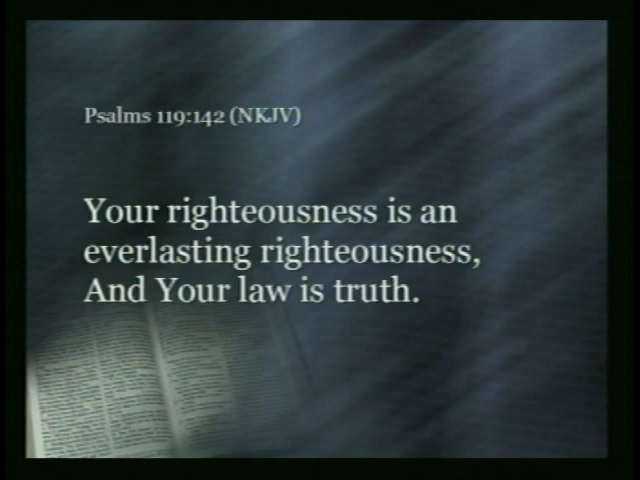 Psalms 119:142 (NKJV)
Your righteousness is an
everlasting righteousness,
And Your law is truth.